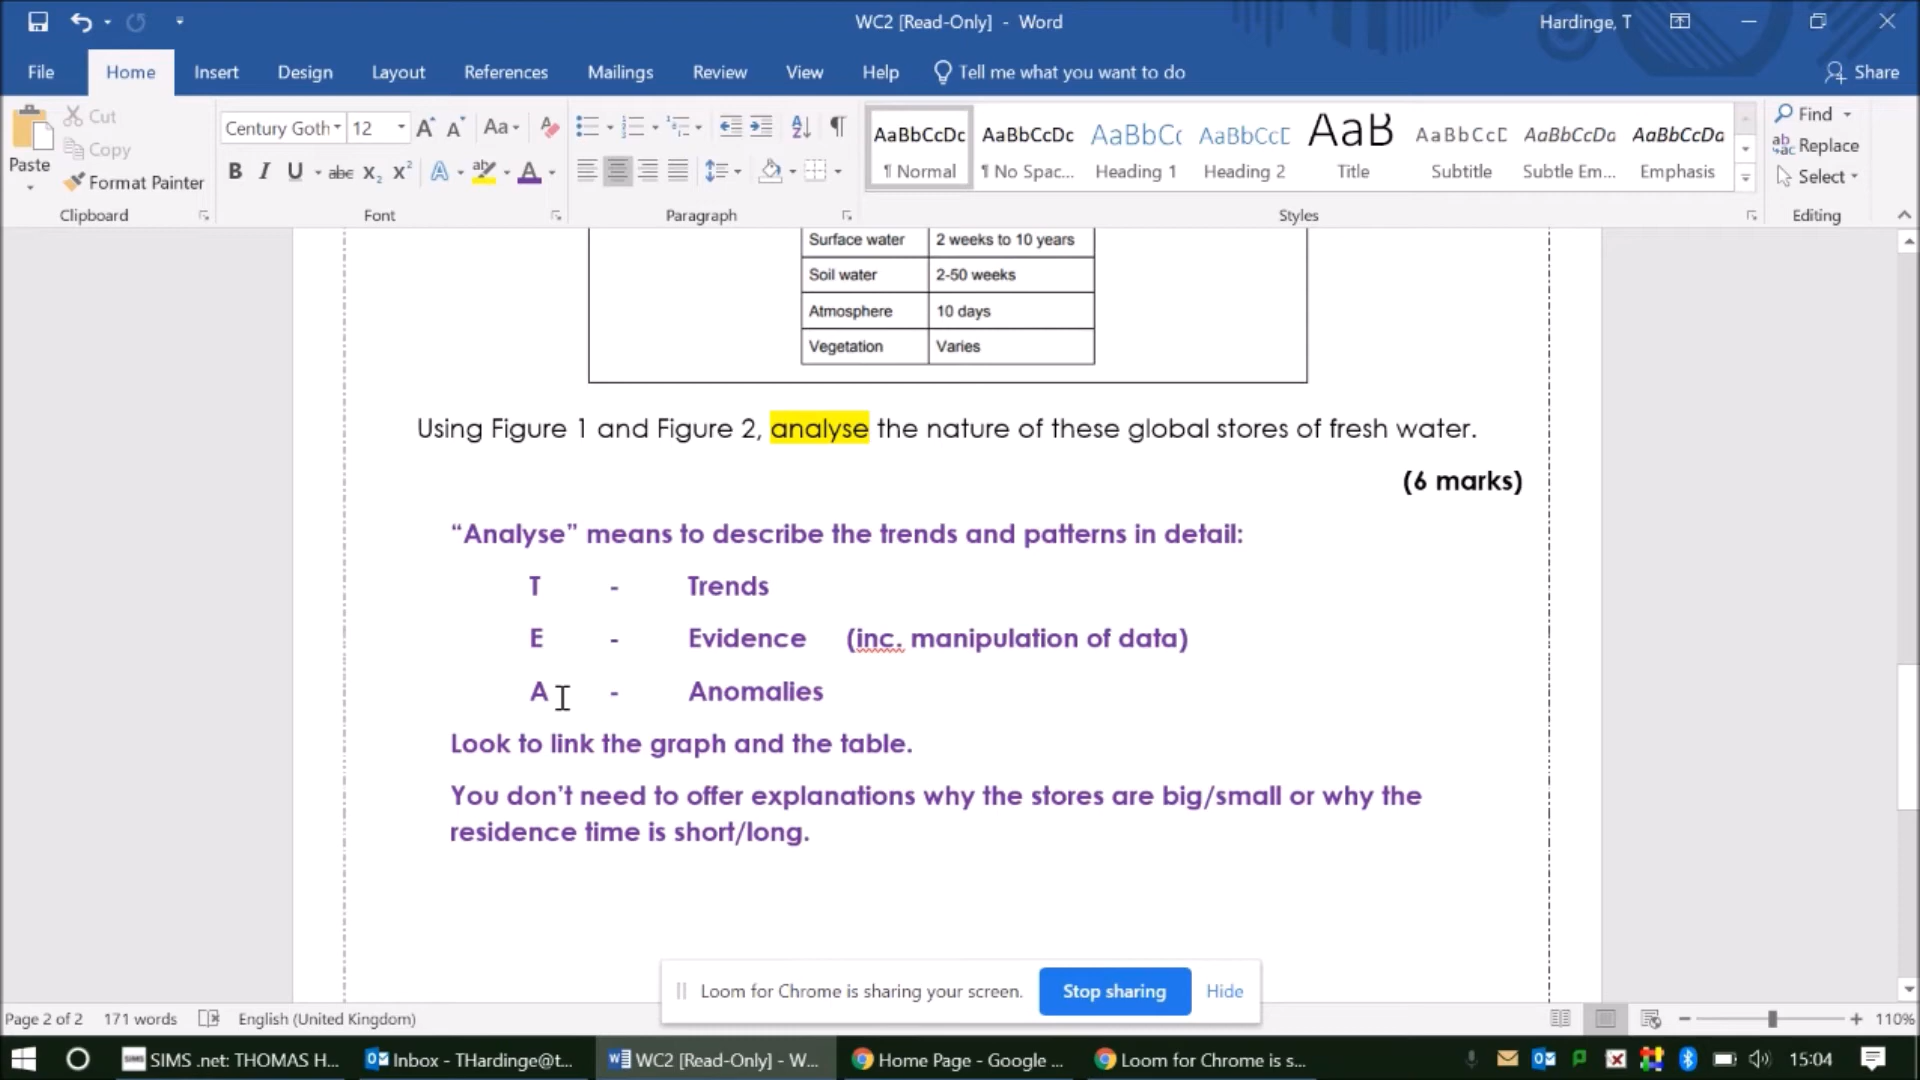 WC2 [Read-Only] - Word
Hardinge, T
File Home Insert Design Layout References Mailings Review View Help Tell me what you want to do Share
Paste
Cut
Copy
Format Painter
Clipboard
Century Goth 12
Aa
B I U abc X₂ X² A A
Font
Paragraph
AaBbCcDc AaBbCcDc AaBbCc AaBbCcD AaB AaBbCcD AaBbCcDc AaBbCcDc
¶ Normal ¶ No Spac... Heading 1 Heading 2 Title Subtitle Subtle Em... Emphasis
Styles
Find
Replace
Select
Editing
Surface water 2 weeks to 10 years
Soil water 2-50 weeks
Atmosphere 10 days
Vegetation Varies
Using Figure 1 and Figure 2, analyse the nature of these global stores of fresh water.
(6 marks)
“Analyse” means to describe the trends and patterns in detail:
T - Trends
E - Evidence (inc. manipulation of data)
A - Anomalies
Look to link the graph and the table.
You don’t need to offer explanations why the stores are big/small or why the
residence time is short/long.
Loom for Chrome is sharing your screen. Stop sharing Hide
Page 2 of 2 171 words English (United Kingdom) 110%
SIMS .net: THOMAS H... Inbox - THardinge@t... WC2 [Read-Only] - W... Home Page - Google ... Loom for Chrome is s... 15:04